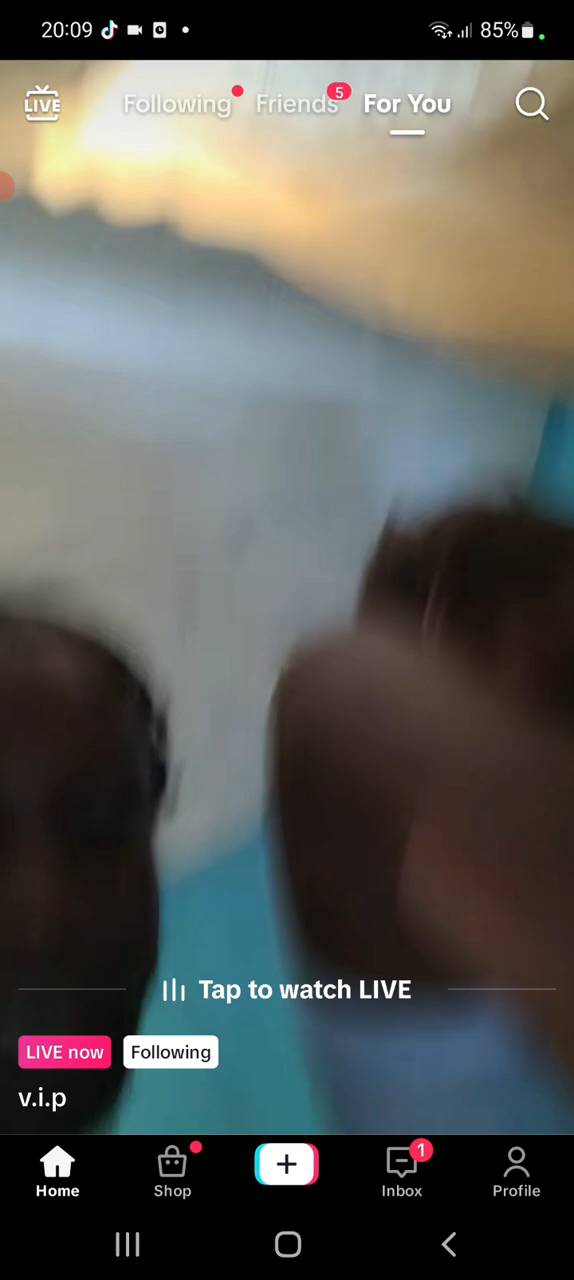 20:09 85%
LIVE Following Friends 5 For You
Tap to watch LIVE
LIVE now Following
v.i.p
1
Home Shop Inbox Profile